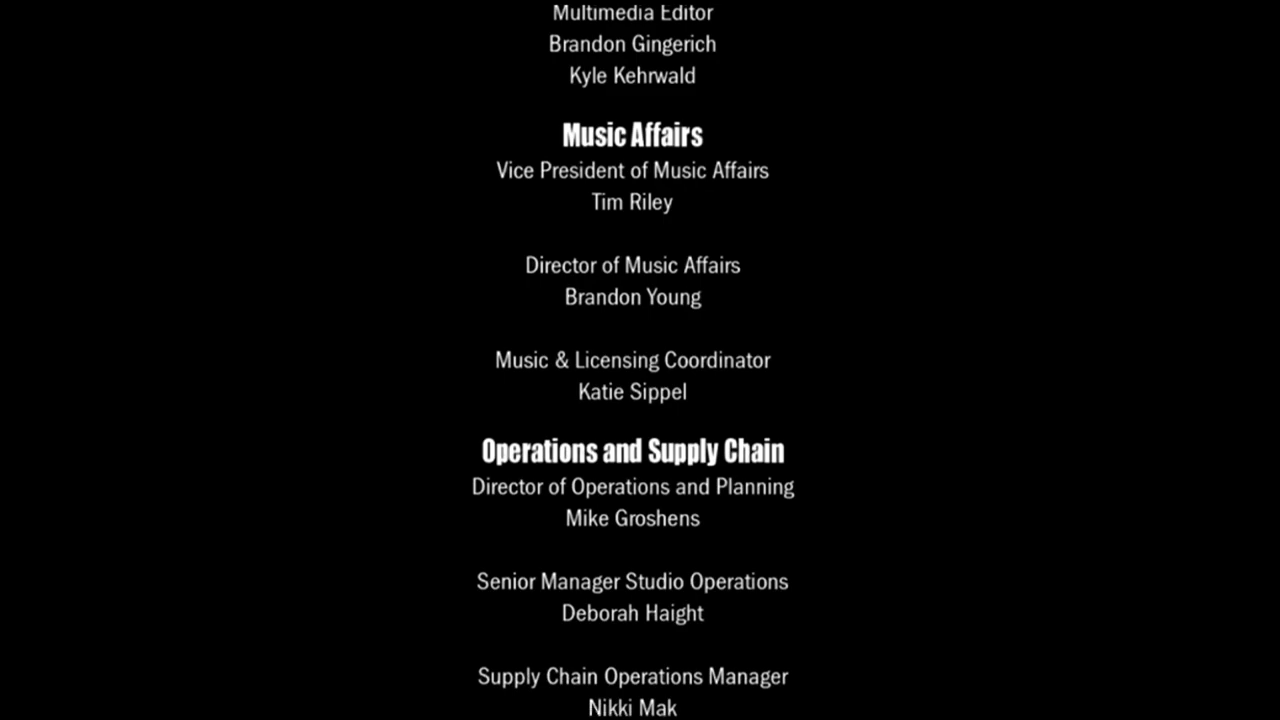 Multimedia Editor
Brandon Gingerich
Kyle Kehrwald
Music Affairs
Vice President of Music Affairs
Tim Riley
Director of Music Affairs
Brandon Young
Music & Licensing Coordinator
Katie Sippel
Operations and Supply Chain
Director of Operations and Planning
Mike Groshens
Senior Manager Studio Operations
Deborah Haight
Supply Chain Operations Manager
Nikki Mak